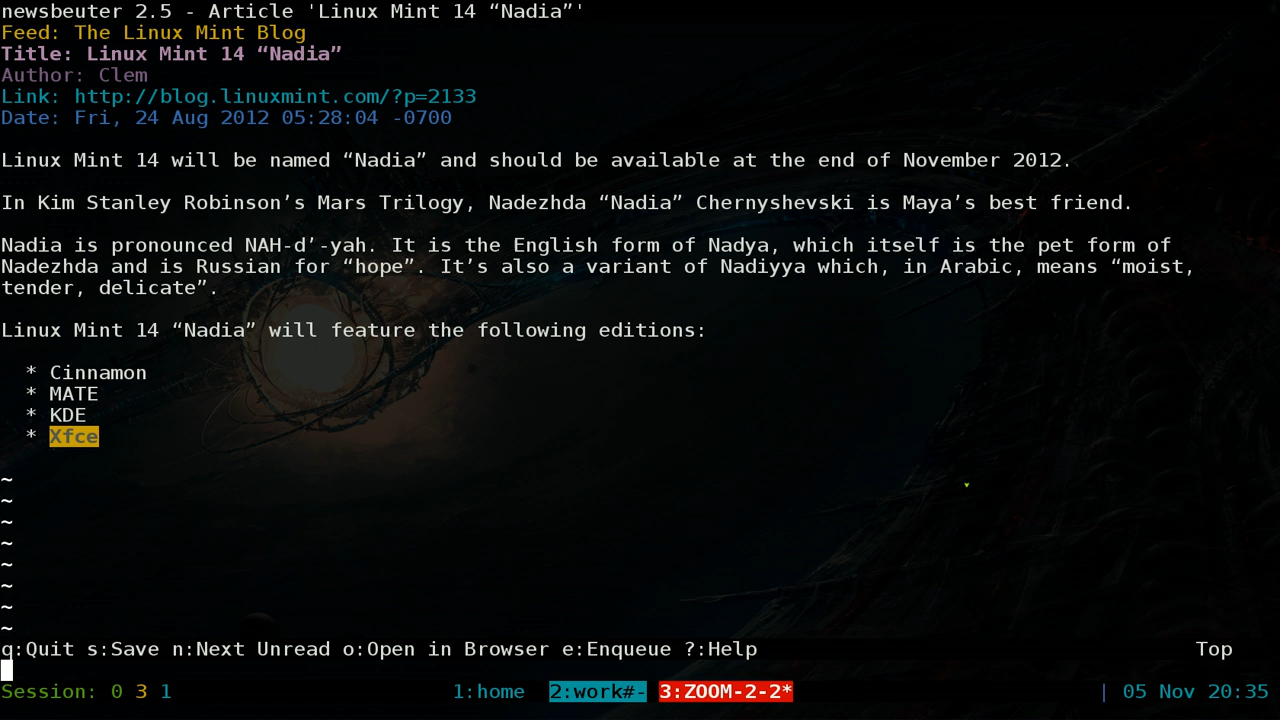 newsbeuter 2.5 - Article 'Linux Mint 14 “Nadia”'
Feed: The Linux Mint Blog
Title: Linux Mint 14 “Nadia”
Author: Clem
Link: http://blog.linuxmint.com/?p=2133
Date: Fri, 24 Aug 2012 05:28:04 -0700
Linux Mint 14 will be named “Nadia” and should be available at the end of November 2012.
In Kim Stanley Robinson’s Mars Trilogy, Nadezhda “Nadia” Chernyshevski is Maya’s best friend.
Nadia is pronounced NAH-d’-yah. It is the English form of Nadya, which itself is the pet form of
Nadezhda and is Russian for “hope”. It’s also a variant of Nadiyya which, in Arabic, means “moist,
tender, delicate”.
Linux Mint 14 “Nadia” will feature the following editions:
* Cinnamon
* MATE
* KDE
* Xfce
~
~
~
~
~
~
~
~
q:Quit s:Save n:Next Unread o:Open in Browser e:Enqueue ?:Help Top
Session: 0 3 1 1:home 2:work#- 3:ZOOM-2-2* | 05 Nov 20:35